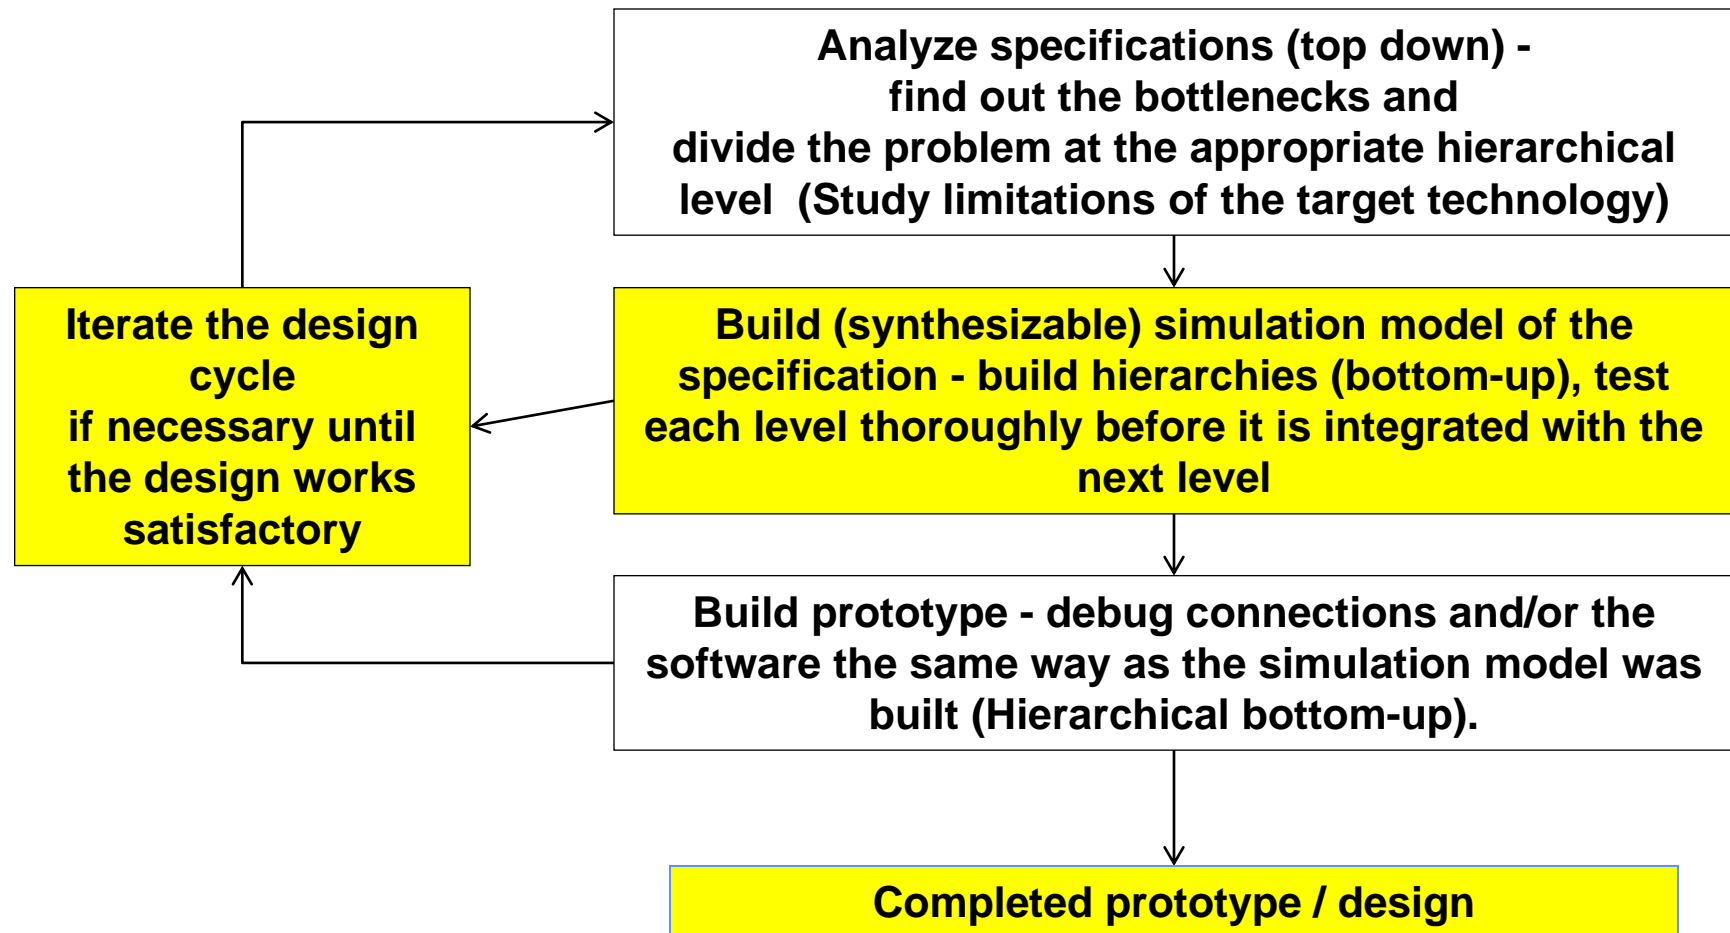 Analyze specifications (top down) -
find out the bottlenecks and
divide the problem at the appropriate hierarchical
level (Study limitations of the target technology)
Iterate the design
cycle
if necessary until
the design works
satisfactory
Build (synthesizable) simulation model of the
specification - build hierarchies (bottom-up), test
each level thoroughly before it is integrated with the
next level
Build prototype - debug connections and/or the
software the same way as the simulation model was
built (Hierarchical bottom-up).
Completed prototype / design